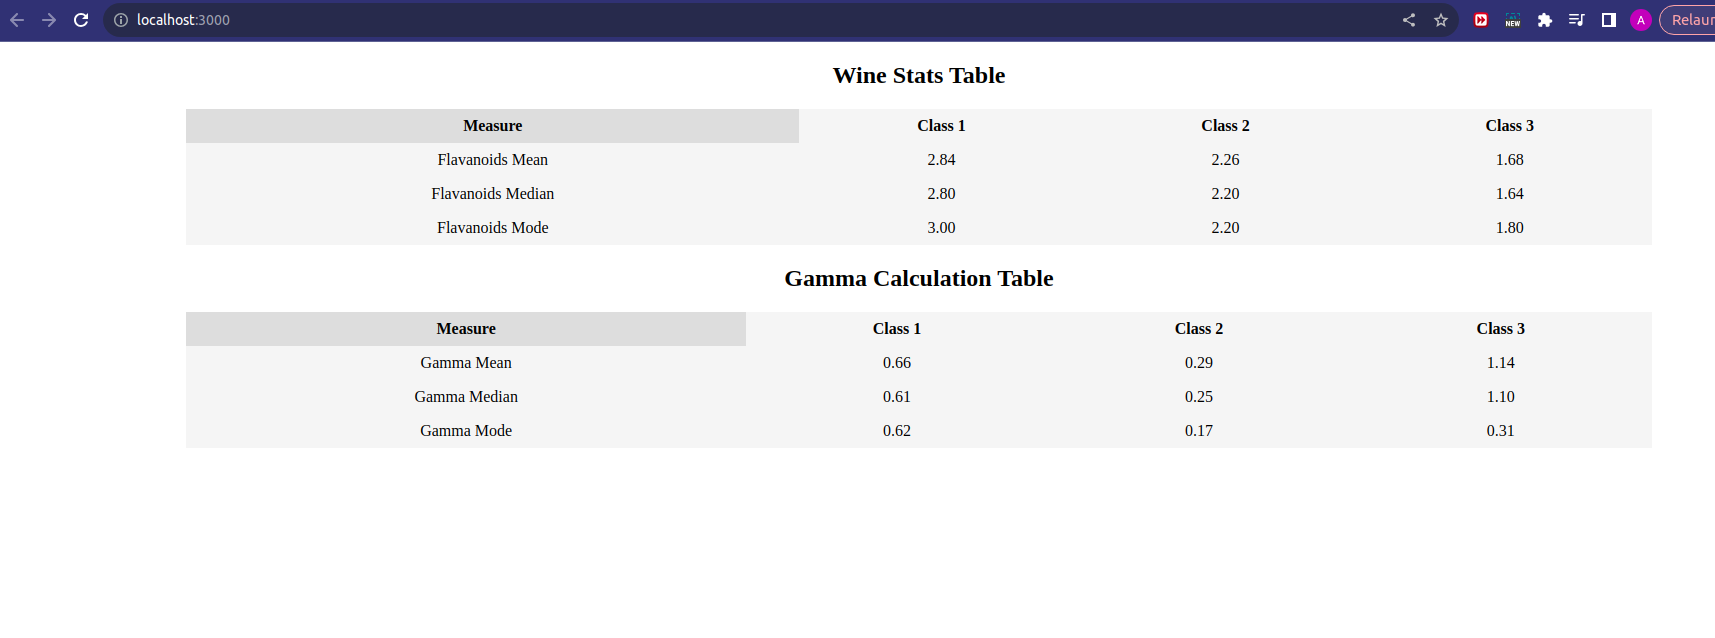 localhost:3000 NEW A Relaun
Wine Stats Table
Measure Class 1 Class 2 Class 3
Flavanoids Mean 2.84 2.26 1.68
Flavanoids Median 2.80 2.20 1.64
Flavanoids Mode 3.00 2.20 1.80
Gamma Calculation Table
Measure Class 1 Class 2 Class 3
Gamma Mean 0.66 0.29 1.14
Gamma Median 0.61 0.25 1.10
Gamma Mode 0.62 0.17 0.31